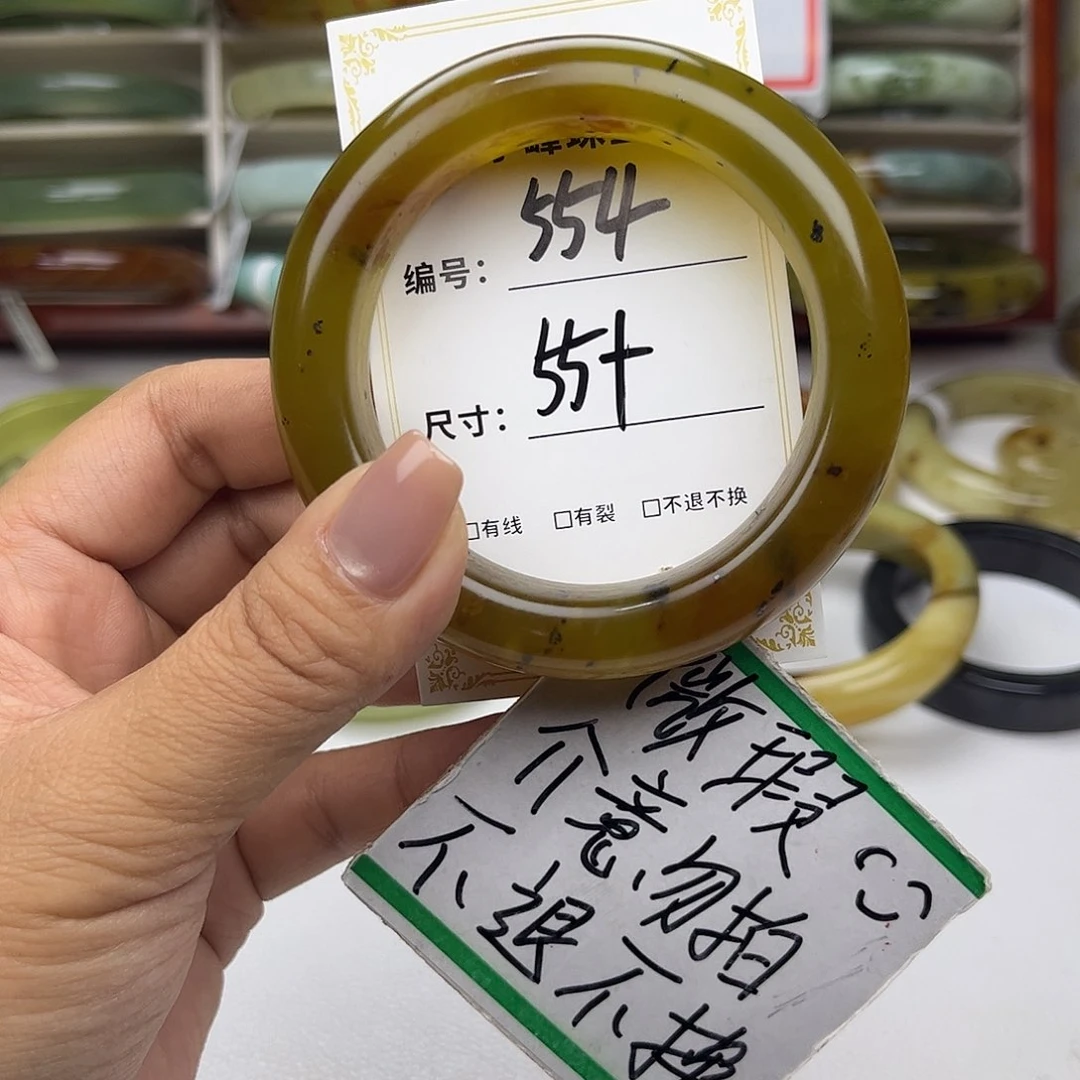 编号：554
尺寸：55+
□有线 □有裂 □不退不换
微瑕
介意勿拍
不退不换